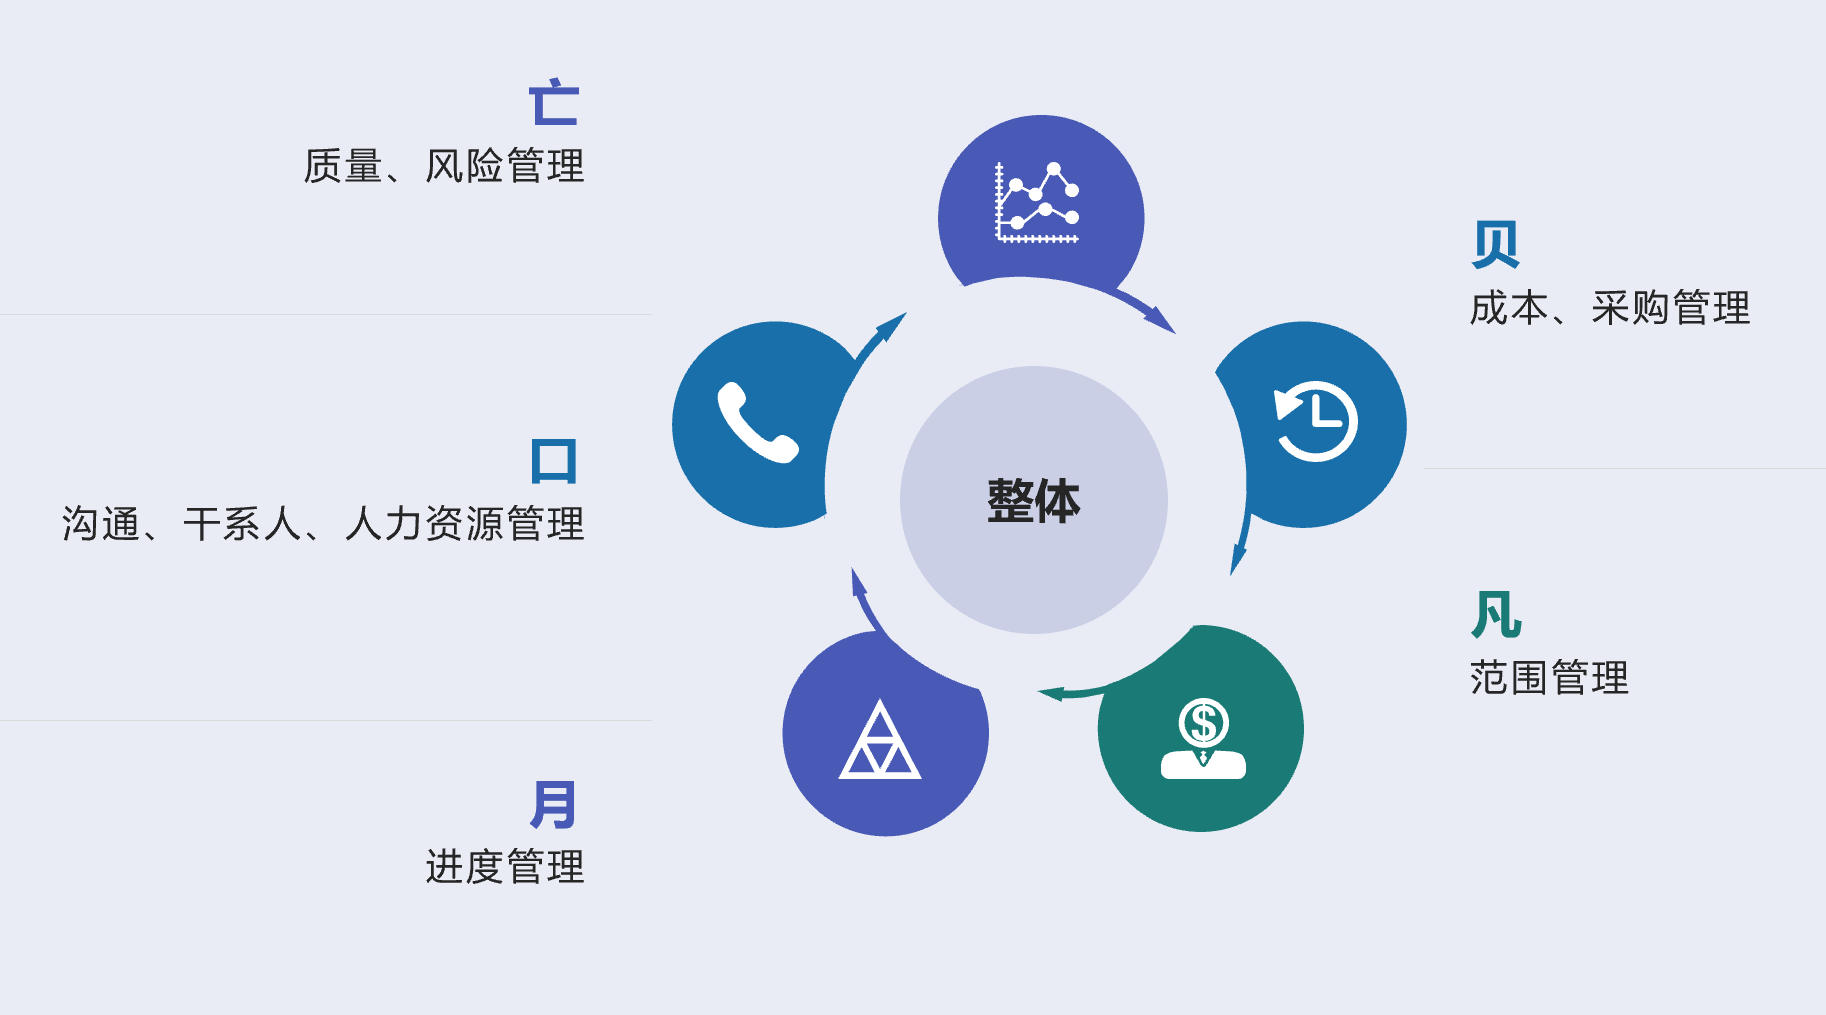 亡
质量、风险管理
口
沟通、干系人、人力资源管理
月
进度管理
整体
$
贝
成本、采购管理
凡
范围管理